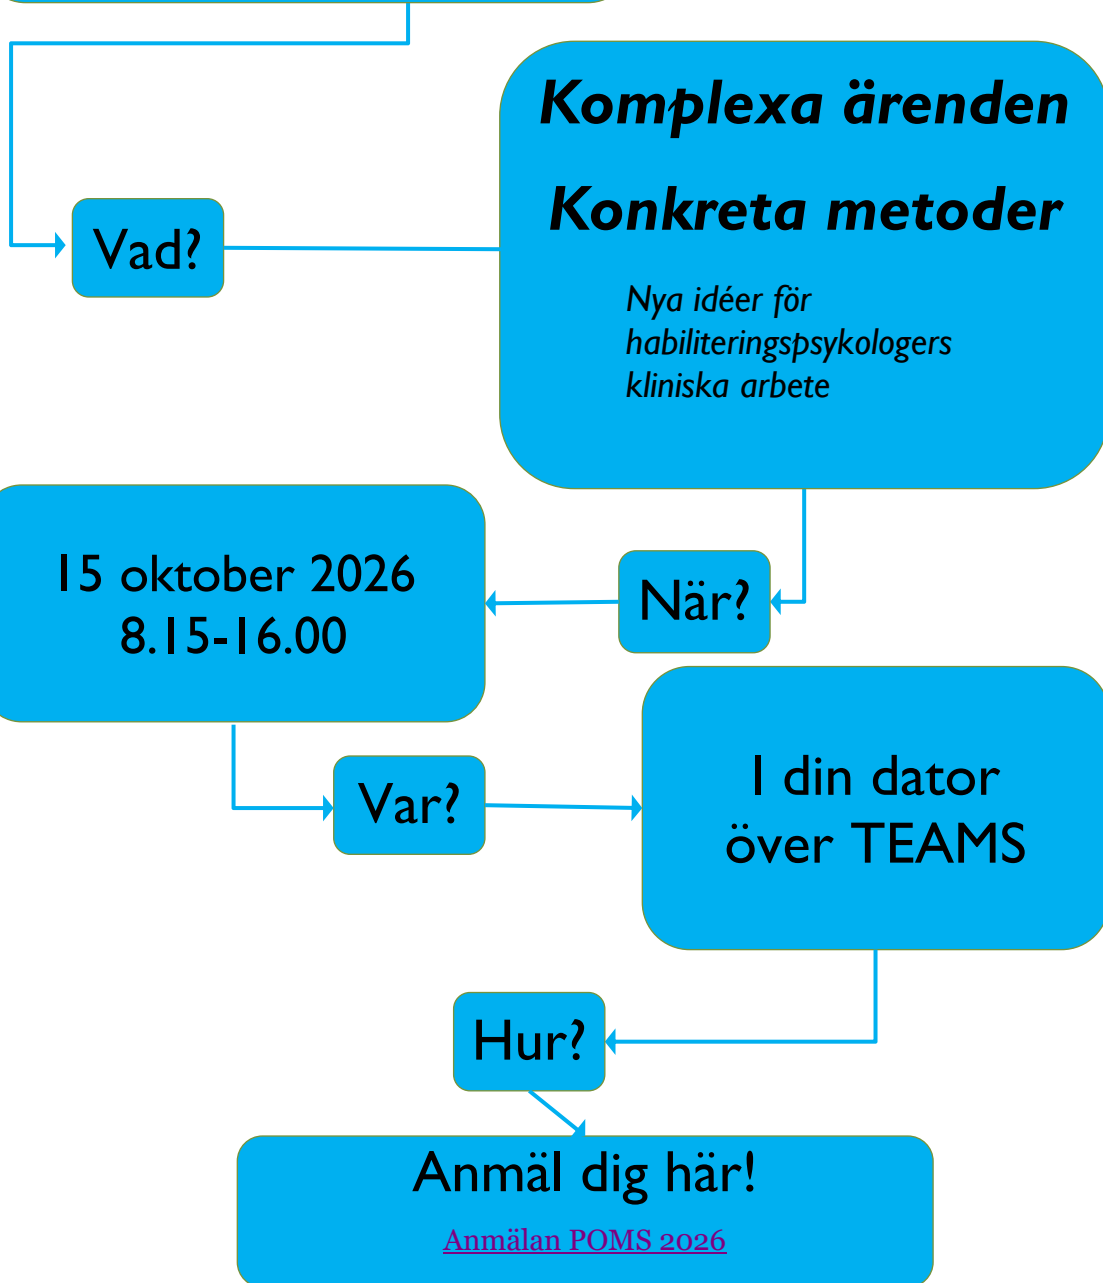 Komplexa ärenden
Konkreta metoder
Vad?
Nya idéer för
habiliteringspsykologers
kliniska arbete
15 oktober 2026
8.15-16.00
När?
Var?
I din dator
över TEAMS
Hur?
Anmäl dig här!
Anmälan POMS 2026